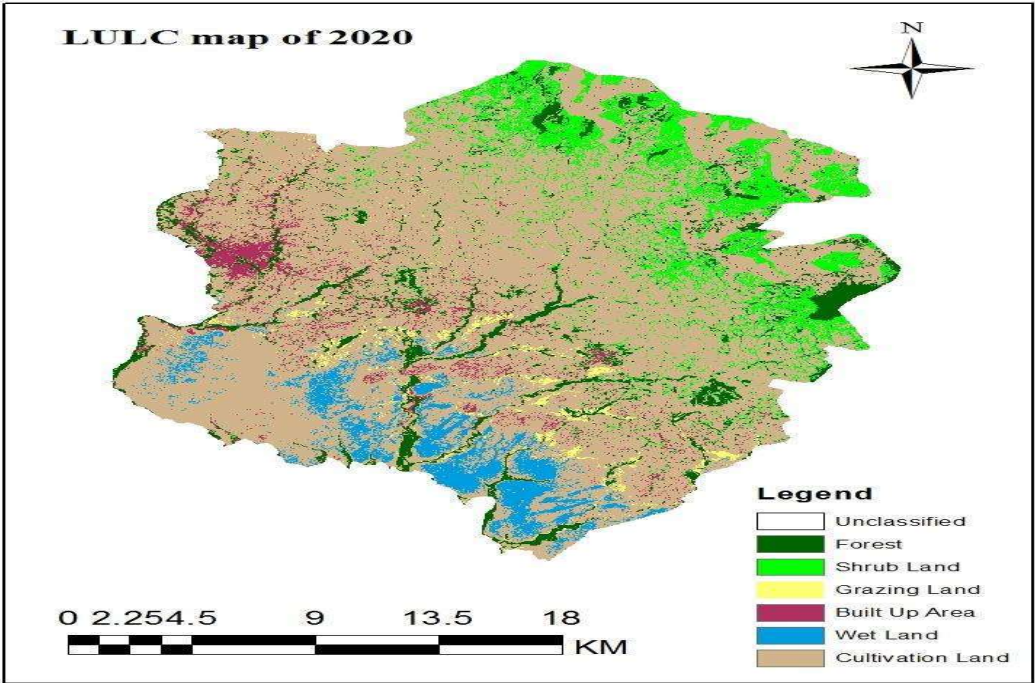 LULC map of 2020
N
Legend
Unclassified
Forest
Shrub Land
Grazing Land
Built Up Area
Wet Land
Cultivation Land
0 2.254.5 9 13.5 18
KM